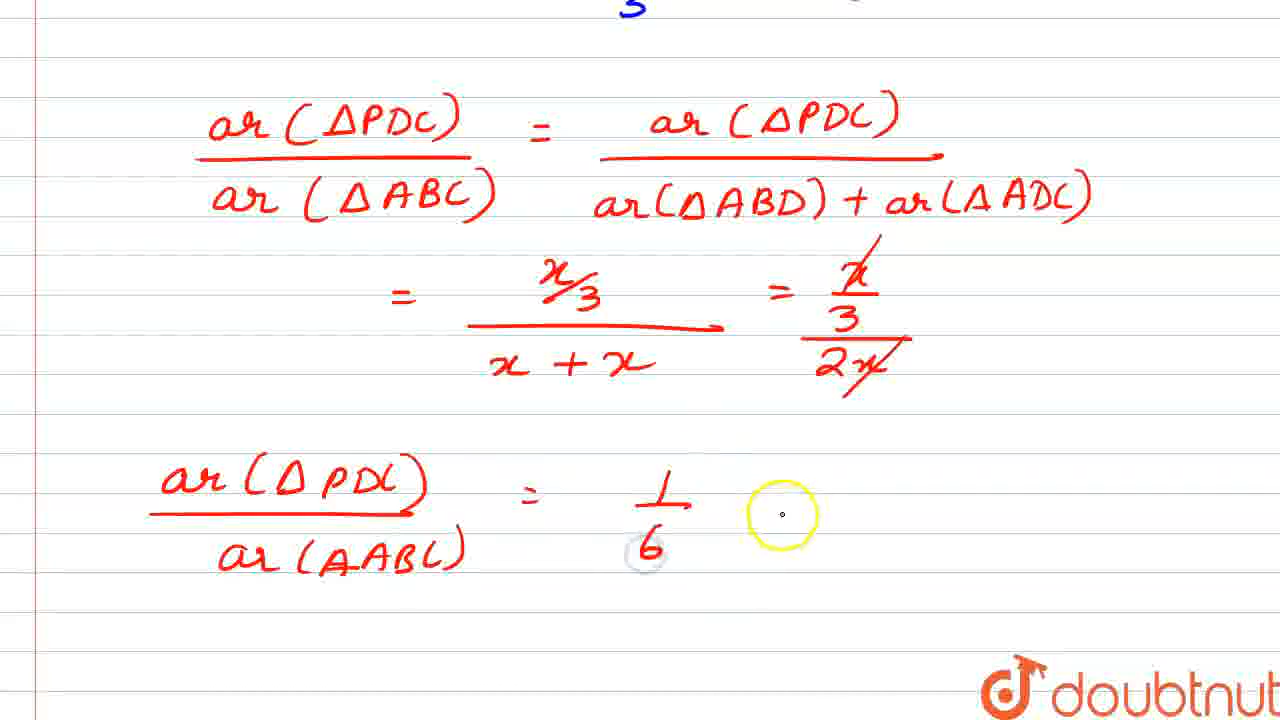 3
ar (ΔPDC) / ar (ΔABC) = ar (ΔPDC) / ar(ΔABD) + ar(ΔADC)
= x/3 / x + x = x/3 / 2x
ar (ΔPDC) / ar (ΔABC) = 1/6
doubtnut